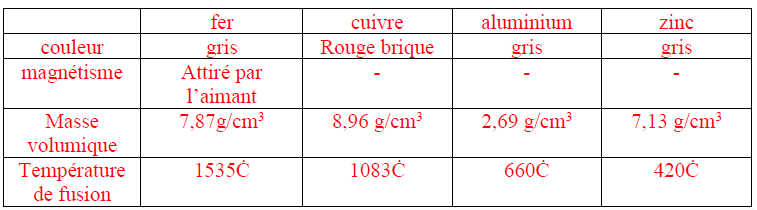 fer cuivre aluminium zinc
couleur gris Rouge brique gris gris
magnétisme Attiré par l’aimant - - -
Masse volumique 7,87g/cm³ 8,96 g/cm³ 2,69 g/cm³ 7,13 g/cm³
Température de fusion 1535Ċ 1083Ċ 660Ċ 420Ċ